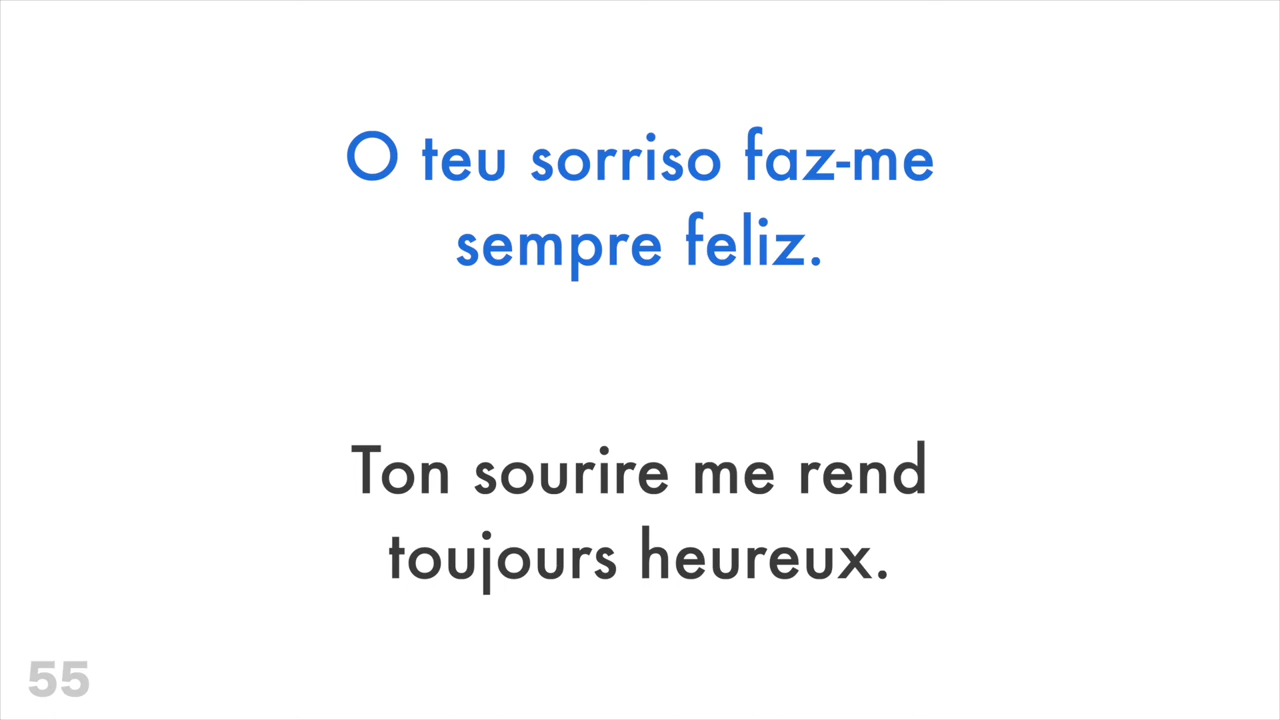 O teu sorriso faz-me
sempre feliz.
Ton sourire me rend
toujours heureux.
55